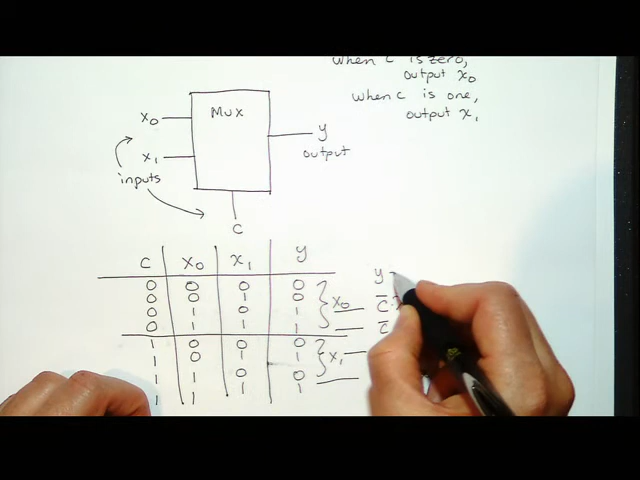 when c is zero,
output x0
when c is one,
output x1
x0
Mux
y
x1
output
inputs
c
c x0 x1 y
0 0 0 0
0 0 1 0
0 1 0 1
0 1 1 1
x0
1 0 0 0
1 0 1 1
1 1 0 0
1 1 1 1
x1
y
c̅ ·
c̅